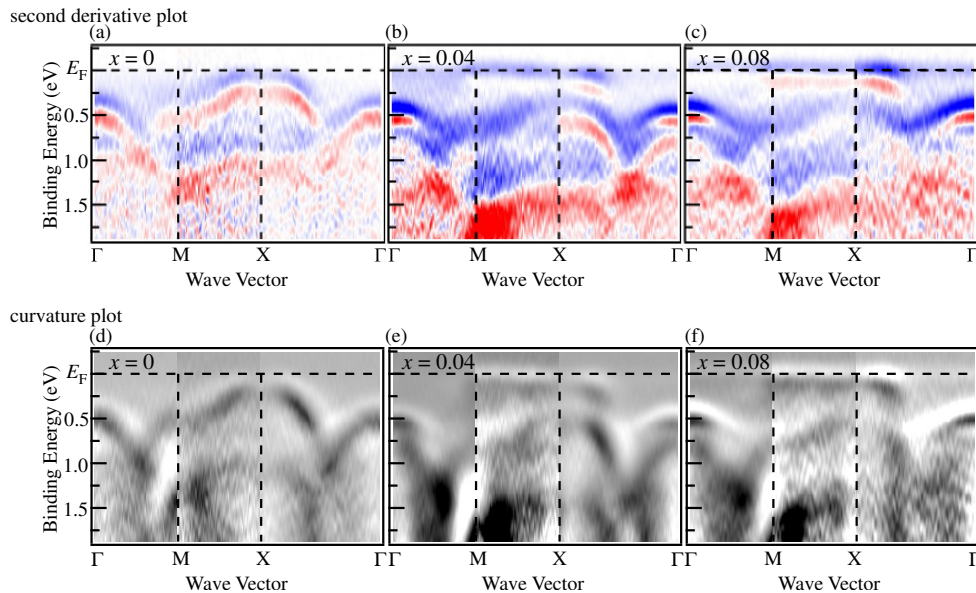 second derivative plot
(a) (b) (c)
x = 0 x = 0.04 x = 0.08
E_F
0.5
1.0
1.5
Binding Energy (eV)
Γ M X Γ M X Γ M X Γ
Wave Vector Wave Vector Wave Vector
curvature plot
(d) (e) (f)
x = 0 x = 0.04 x = 0.08
E_F
0.5
1.0
1.5
Binding Energy (eV)
Γ M X Γ M X Γ M X Γ
Wave Vector Wave Vector Wave Vector